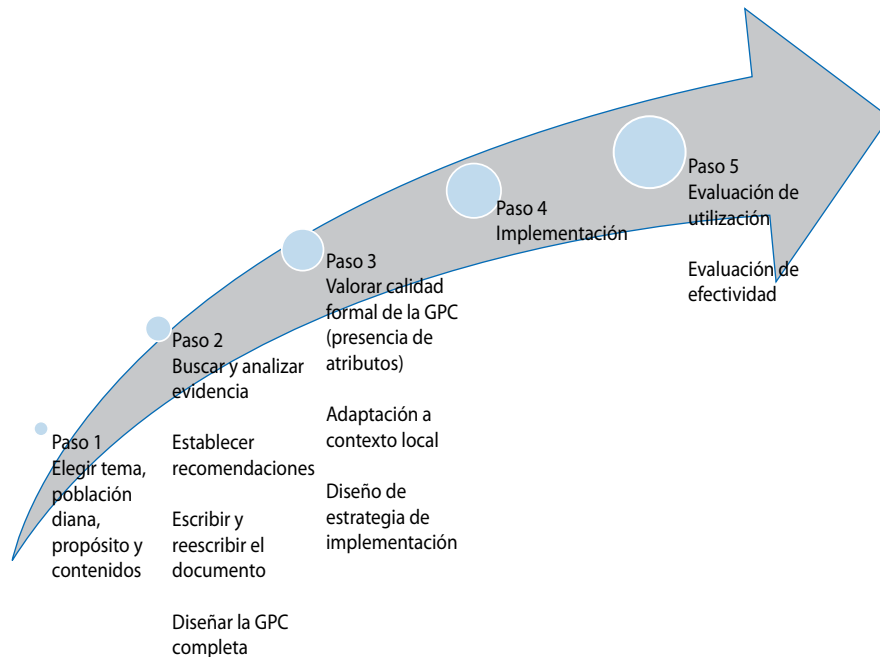 Paso 1
Elegir tema,
población
diana,
propósito y
contenidos
Paso 2
Buscar y analizar
evidencia
Establecer
recomendaciones
Escribir y
reescribir el
documento
Diseñar la GPC
completa
Paso 3
Valorar calidad
formal de la GPC
(presencia de
atributos)
Adaptación a
contexto local
Diseño de
estrategia de
implementación
Paso 4
Implementación
Paso 5
Evaluación de
utilización
Evaluación de
efectividad